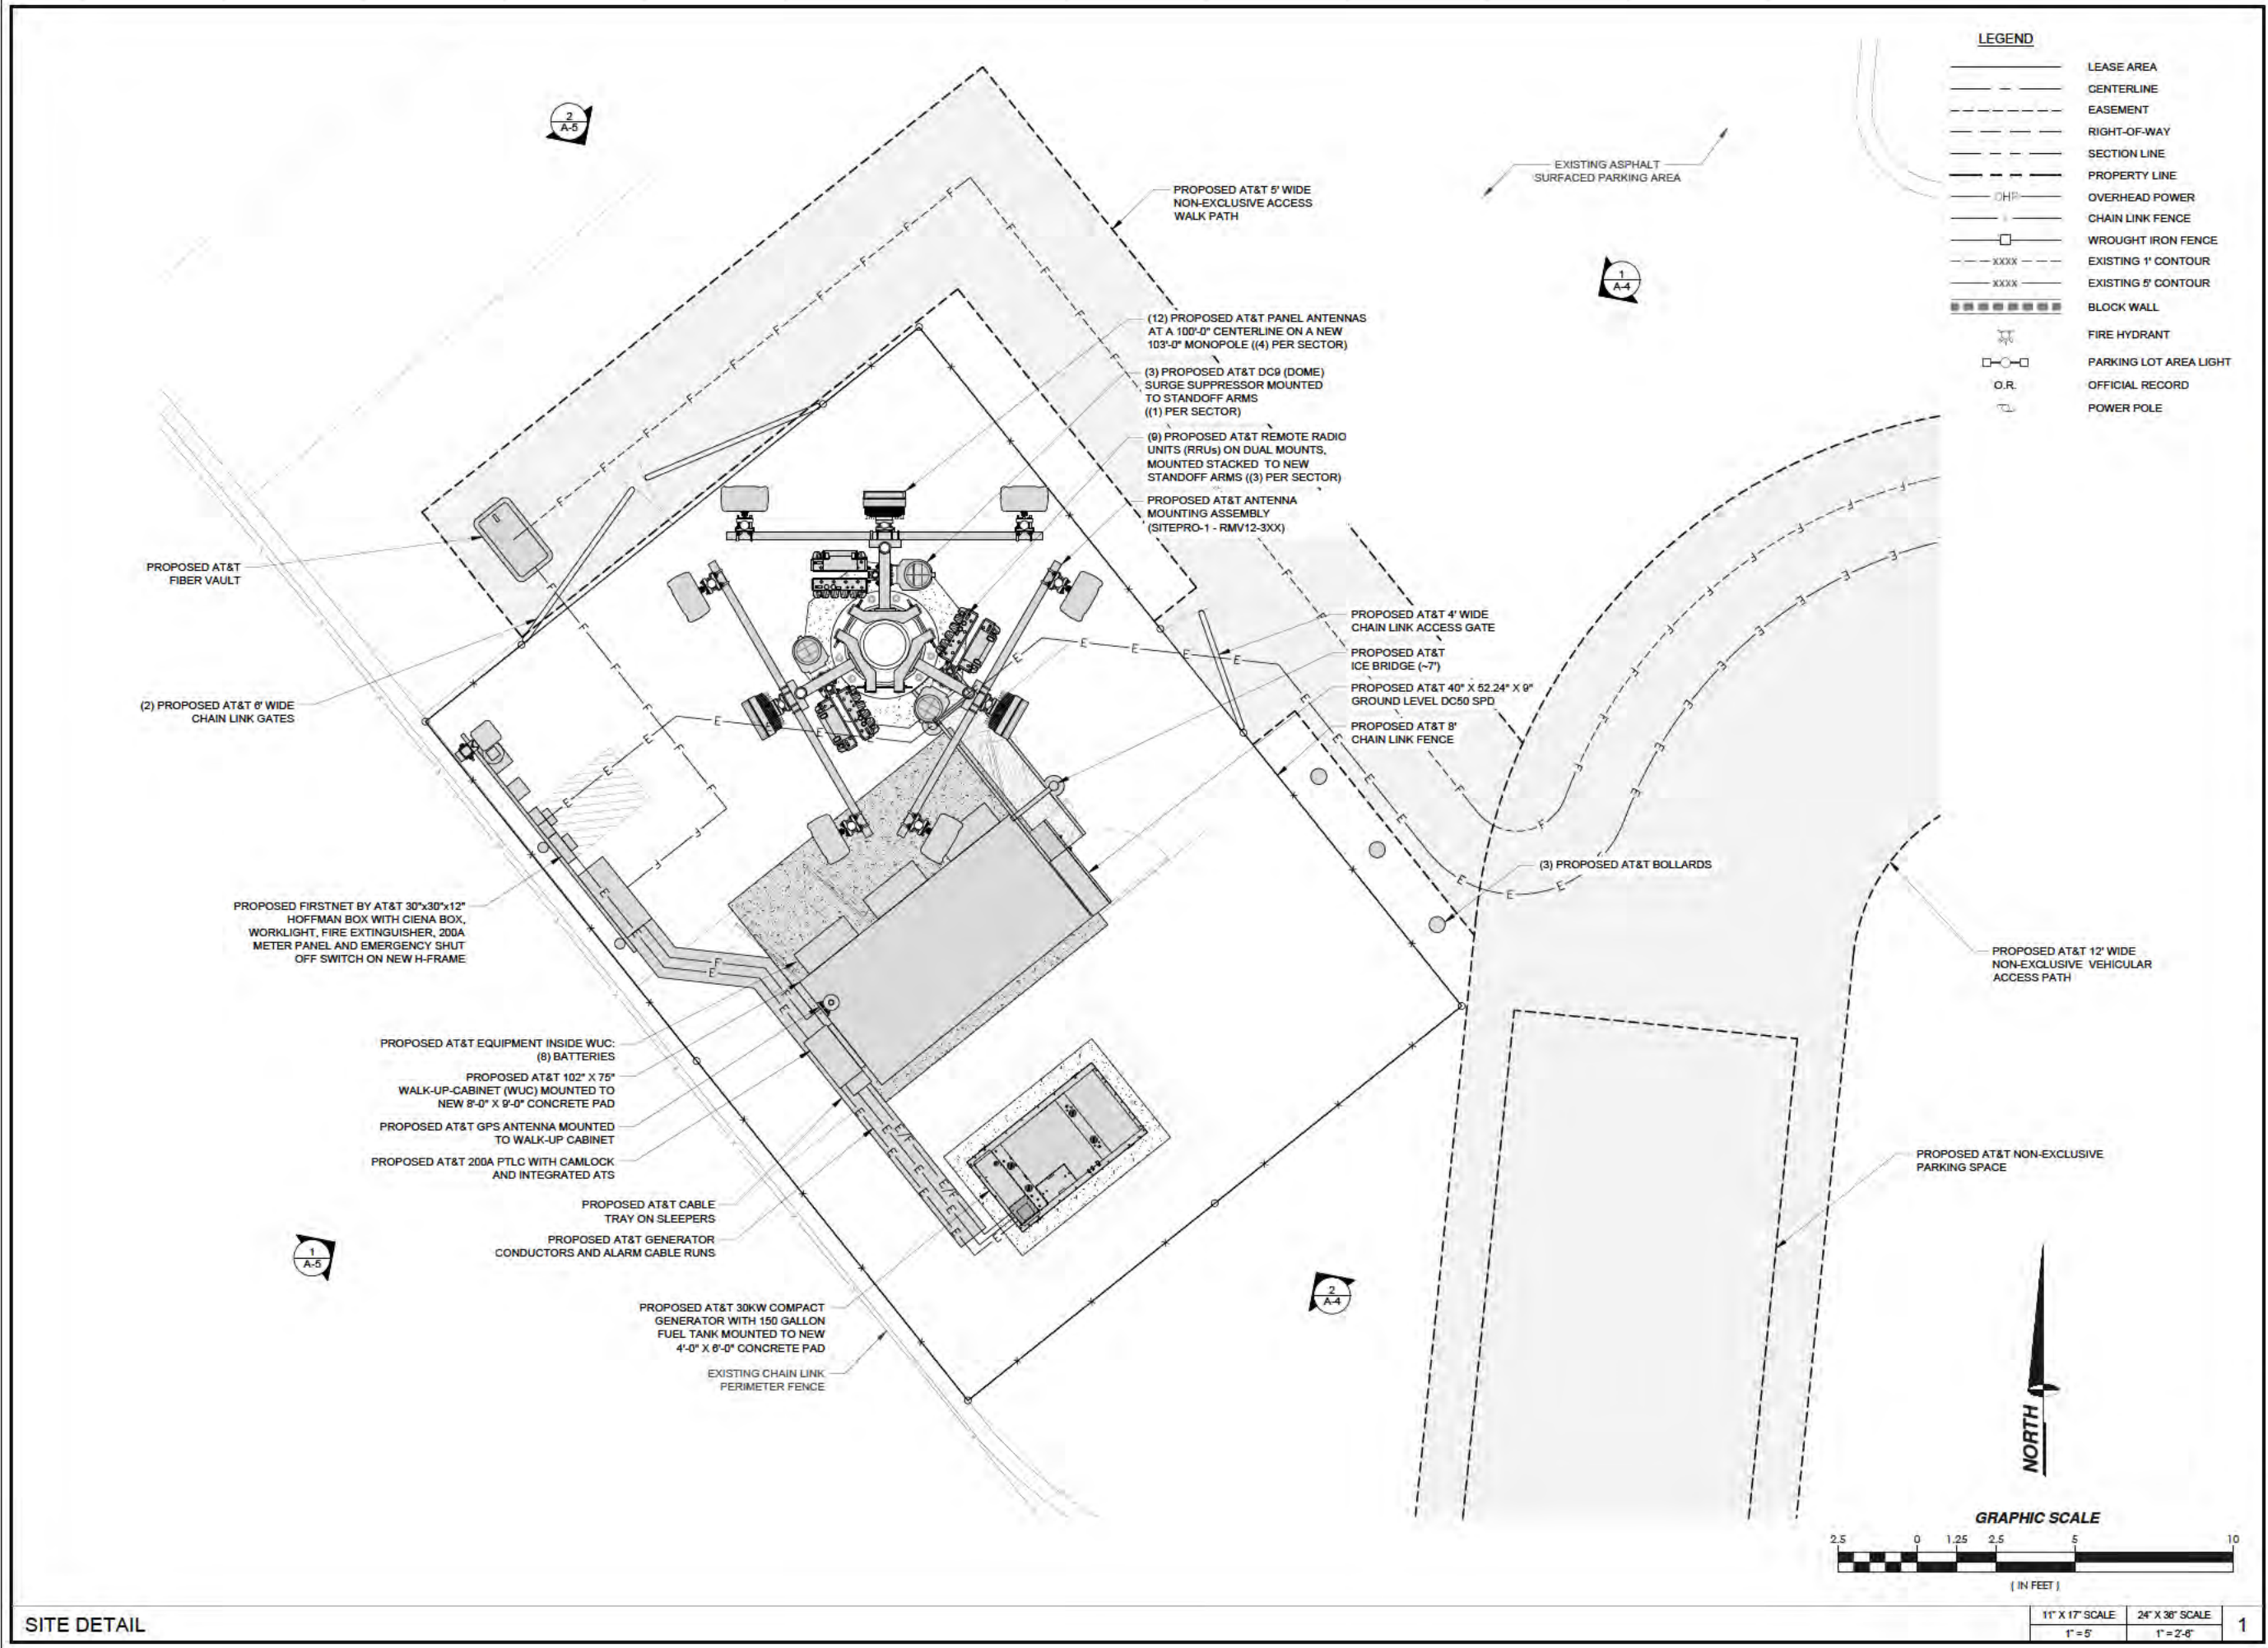 LEGEND
LEASE AREA
CENTERLINE
EASEMENT
RIGHT-OF-WAY
SECTION LINE
PROPERTY LINE
OHP
OVERHEAD POWER
CHAIN LINK FENCE
WROUGHT IRON FENCE
XXXX
EXISTING 1' CONTOUR
XXXX
EXISTING 5' CONTOUR
BLOCK WALL
FIRE HYDRANT
PARKING LOT AREA LIGHT
O.R.
OFFICIAL RECORD
POWER POLE
2
A-5
EXISTING ASPHALT
SURFACED PARKING AREA
PROPOSED AT&T 5' WIDE
NON-EXCLUSIVE ACCESS
WALK PATH
1
A-4
(12) PROPOSED AT&T PANEL ANTENNAS
AT A 100'-0" CENTERLINE ON A NEW
103'-0" MONOPOLE ((4) PER SECTOR)
(3) PROPOSED AT&T DC9 (DOME)
SURGE SUPPRESSOR MOUNTED
TO STANDOFF ARMS
((1) PER SECTOR)
(9) PROPOSED AT&T REMOTE RADIO
UNITS (RRUs) ON DUAL MOUNTS,
MOUNTED STACKED TO NEW
STANDOFF ARMS ((3) PER SECTOR)
PROPOSED AT&T ANTENNA
MOUNTING ASSEMBLY
(SITEPRO-1 - RMV12-3XX)
PROPOSED AT&T
FIBER VAULT
PROPOSED AT&T 4' WIDE
CHAIN LINK ACCESS GATE
PROPOSED AT&T
ICE BRIDGE (~7')
PROPOSED AT&T 40" X 52.24" X 9"
GROUND LEVEL DC50 SPD
PROPOSED AT&T 8'
CHAIN LINK FENCE
(2) PROPOSED AT&T 6' WIDE
CHAIN LINK GATES
(3) PROPOSED AT&T BOLLARDS
PROPOSED FIRSTNET BY AT&T 30"x30"x12"
HOFFMAN BOX WITH CIENA BOX,
WORKLIGHT, FIRE EXTINGUISHER, 200A
METER PANEL AND EMERGENCY SHUT
OFF SWITCH ON NEW H-FRAME
PROPOSED AT&T 12' WIDE
NON-EXCLUSIVE VEHICULAR
ACCESS PATH
PROPOSED AT&T EQUIPMENT INSIDE WUC:
(8) BATTERIES
PROPOSED AT&T 102" X 75"
WALK-UP-CABINET (WUC) MOUNTED TO
NEW 8'-0" X 9'-0" CONCRETE PAD
PROPOSED AT&T GPS ANTENNA MOUNTED
TO WALK-UP CABINET
PROPOSED AT&T 200A PTLC WITH CAMLOCK
AND INTEGRATED ATS
PROPOSED AT&T NON-EXCLUSIVE
PARKING SPACE
PROPOSED AT&T CABLE
TRAY ON SLEEPERS
PROPOSED AT&T GENERATOR
CONDUCTORS AND ALARM CABLE RUNS
1
A-5
2
A-4
PROPOSED AT&T 30KW COMPACT
GENERATOR WITH 150 GALLON
FUEL TANK MOUNTED TO NEW
4'-0" X 6'-0" CONCRETE PAD
EXISTING CHAIN LINK
PERIMETER FENCE
NORTH
GRAPHIC SCALE
2.5 0 1.25 2.5 5 10
( IN FEET )
SITE DETAIL
11" X 17" SCALE
1" = 5'
24" X 36" SCALE
1" = 2'-6"
1